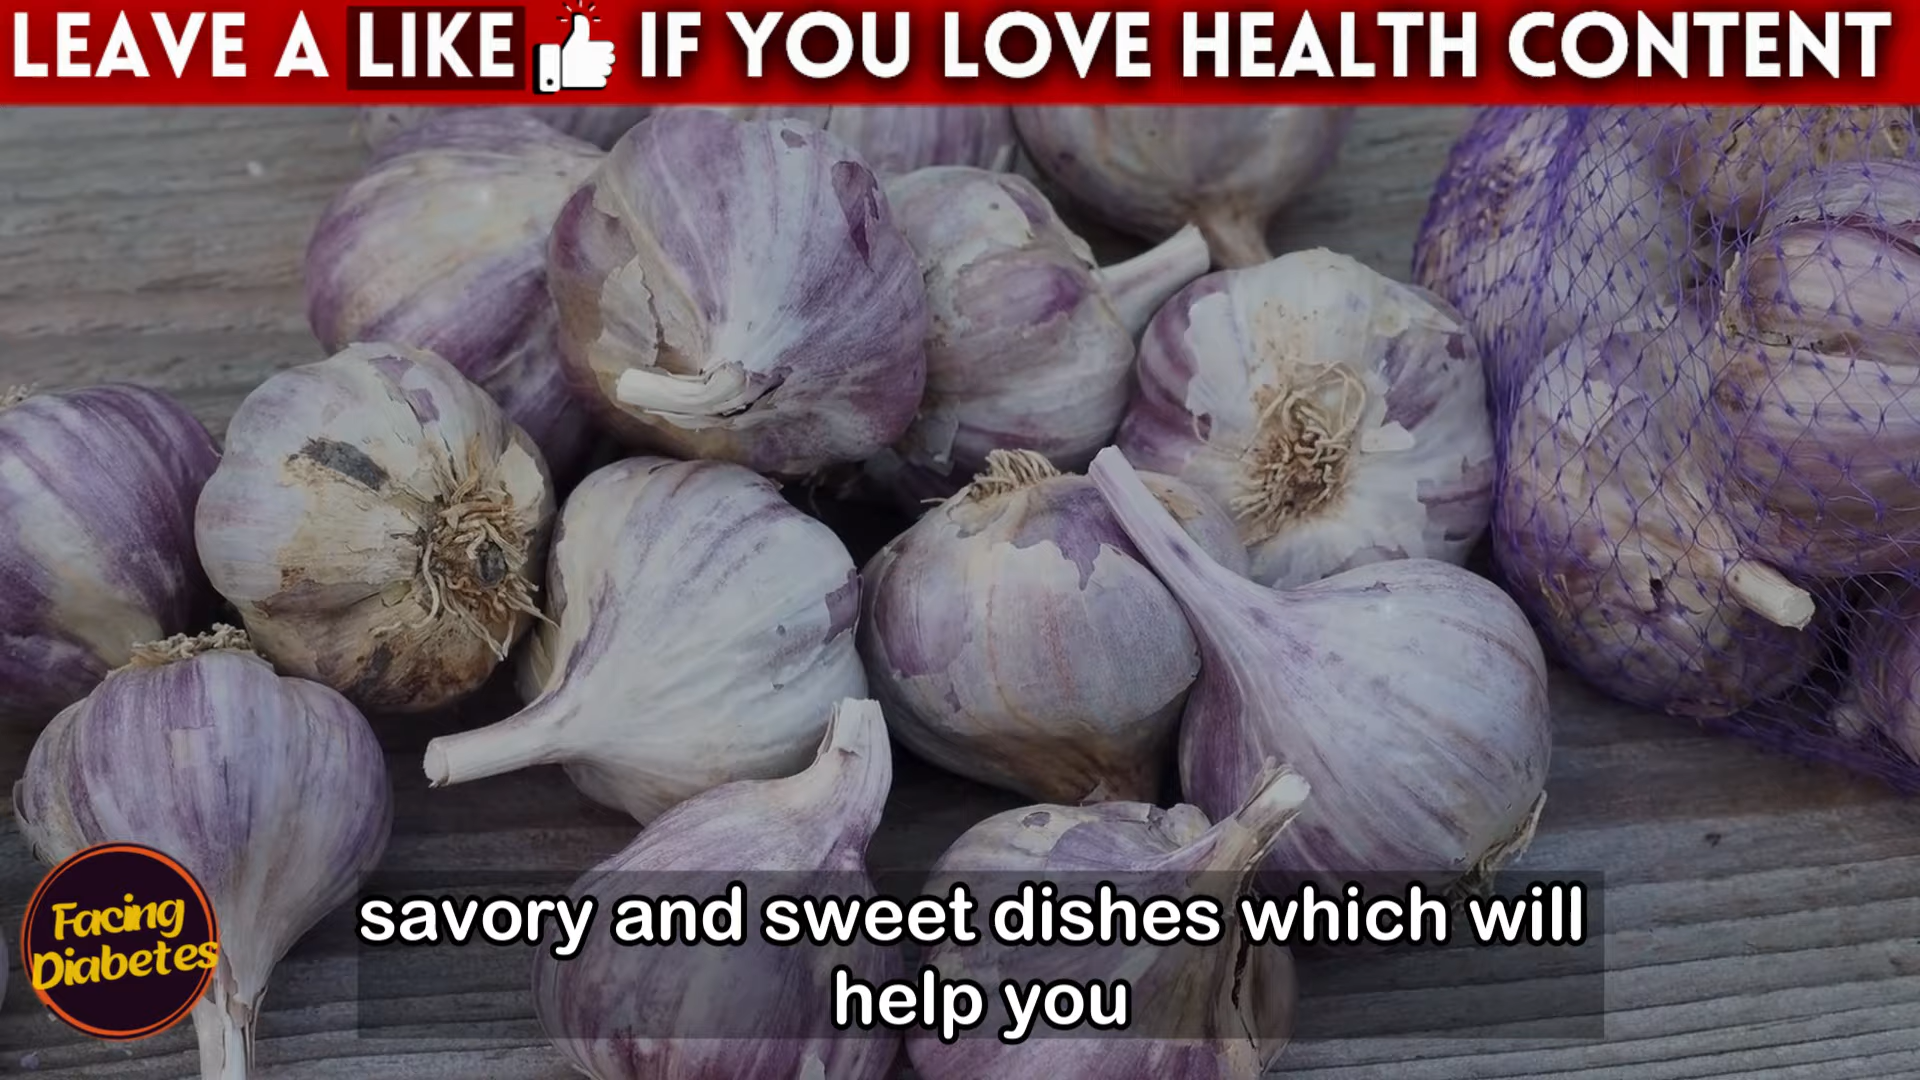 LEAVE A LIKE IF YOU LOVE HEALTH CONTENT
Facing
Diabetes
savory and sweet dishes which will
help you